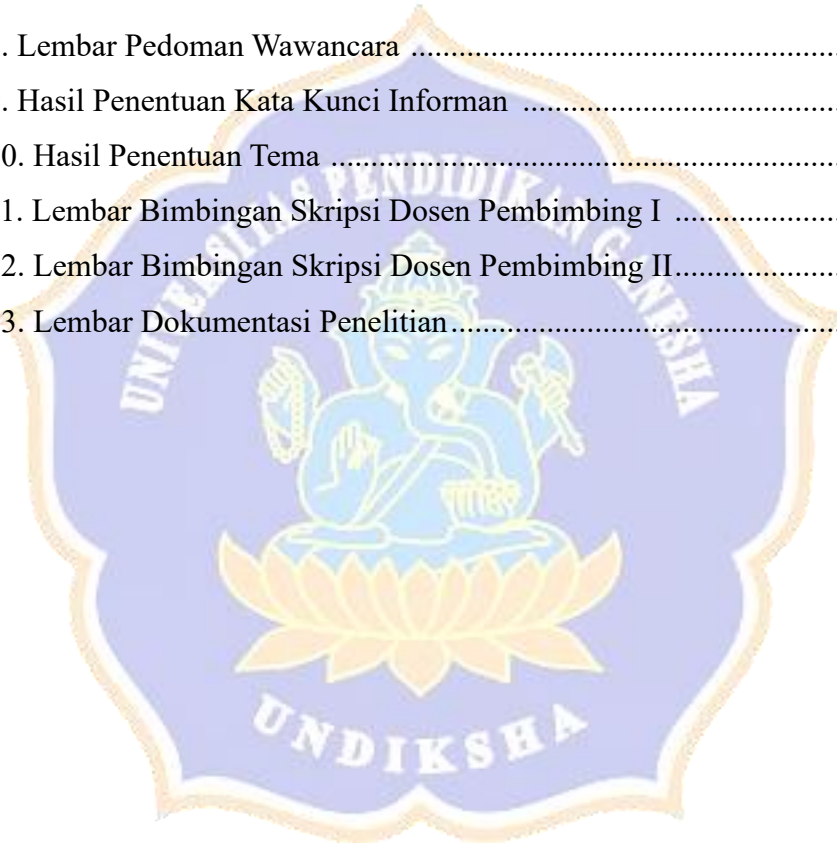 . Lembar Pedoman Wawancara ..........................................
. Hasil Penentuan Kata Kunci Informan ..............................
0. Hasil Penentuan Tema .................................................
1. Lembar Bimbingan Skripsi Dosen Pembimbing I .................
2. Lembar Bimbingan Skripsi Dosen Pembimbing II.................
3. Lembar Dokumentasi Penelitian.........................................
UNIVERSITAS PENDIDIKAN GANESHA
UNDIKSHA